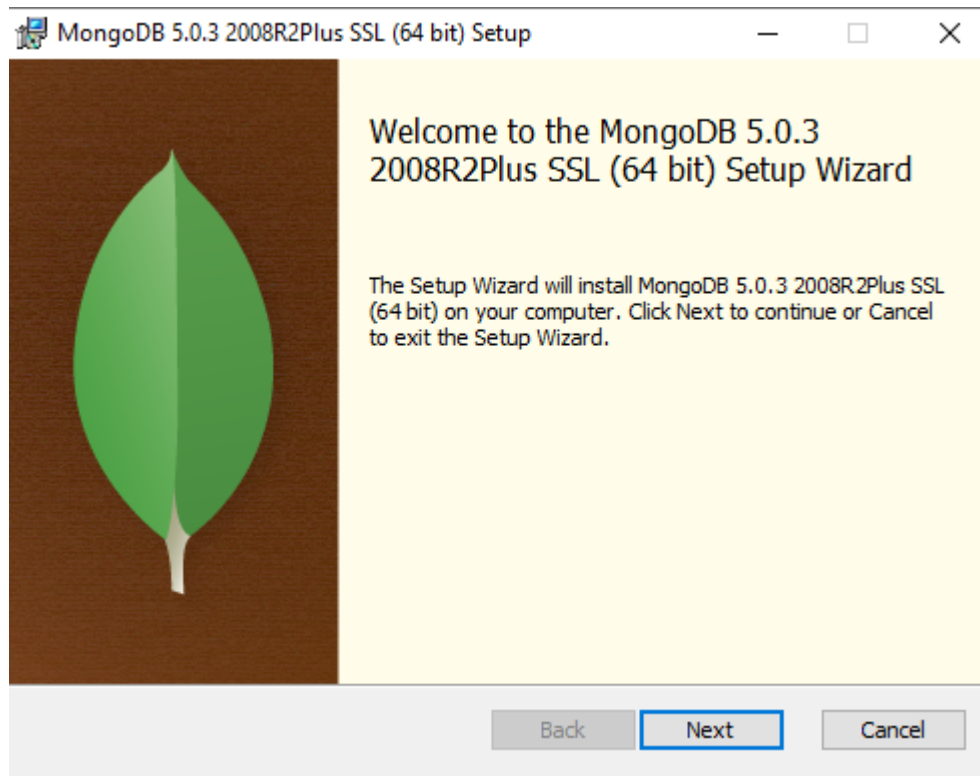 MongoDB 5.0.3 2008R2Plus SSL (64 bit) Setup
Welcome to the MongoDB 5.0.3
2008R2Plus SSL (64 bit) Setup Wizard
The Setup Wizard will install MongoDB 5.0.3 2008R2Plus SSL
(64 bit) on your computer. Click Next to continue or Cancel
to exit the Setup Wizard.
Back Next Cancel